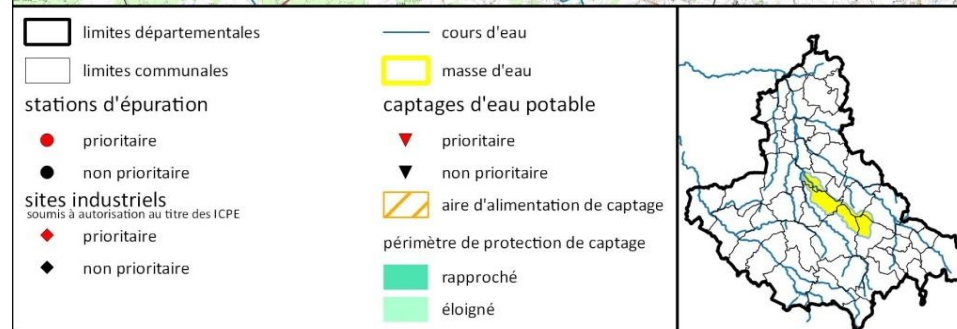 limites départementales
limites communales
stations d'épuration
prioritaire
non prioritaire
sites industriels
soumis à autorisation au titre des ICPE
prioritaire
non prioritaire
cours d'eau
masse d'eau
captages d'eau potable
prioritaire
non prioritaire
aire d'alimentation de captage
périmètre de protection de captage
rapproché
éloigné